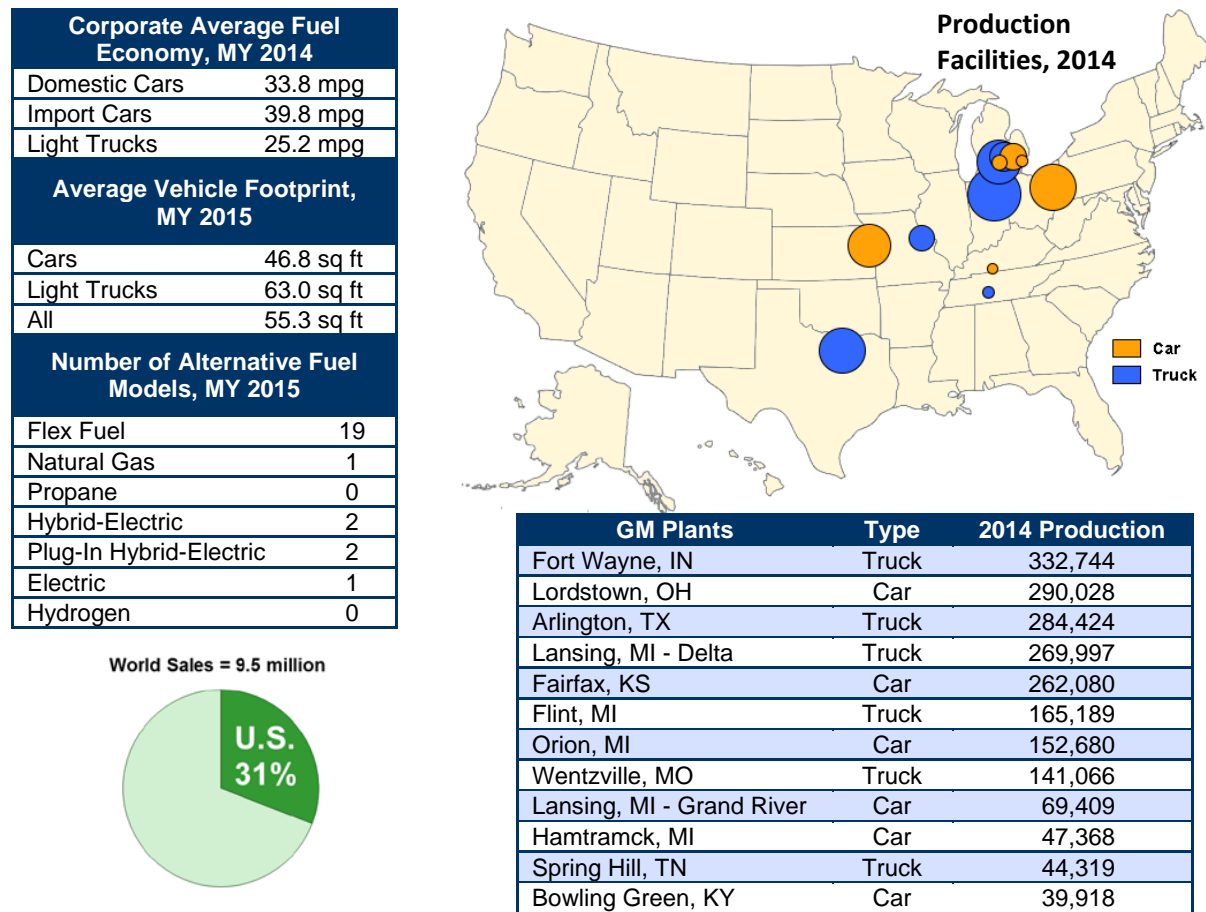 Corporate Average Fuel
Economy, MY 2014
Domestic Cars 33.8 mpg
Import Cars 39.8 mpg
Light Trucks 25.2 mpg
Average Vehicle Footprint,
MY 2015
Cars 46.8 sq ft
Light Trucks 63.0 sq ft
All 55.3 sq ft
Number of Alternative Fuel
Models, MY 2015
Flex Fuel 19
Natural Gas 1
Propane 0
Hybrid-Electric 2
Plug-In Hybrid-Electric 2
Electric 1
Hydrogen 0
World Sales = 9.5 million
U.S.
31%
Production
Facilities, 2014
Car
Truck
GM Plants Type 2014 Production
Fort Wayne, IN Truck 332,744
Lordstown, OH Car 290,028
Arlington, TX Truck 284,424
Lansing, MI - Delta Truck 269,997
Fairfax, KS Car 262,080
Flint, MI Truck 165,189
Orion, MI Car 152,680
Wentzville, MO Truck 141,066
Lansing, MI - Grand River Car 69,409
Hamtramck, MI Car 47,368
Spring Hill, TN Truck 44,319
Bowling Green, KY Car 39,918